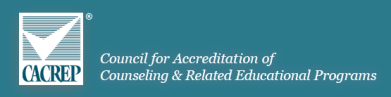 ®
CACREP
Council for Accreditation of
Counseling & Related Educational Programs